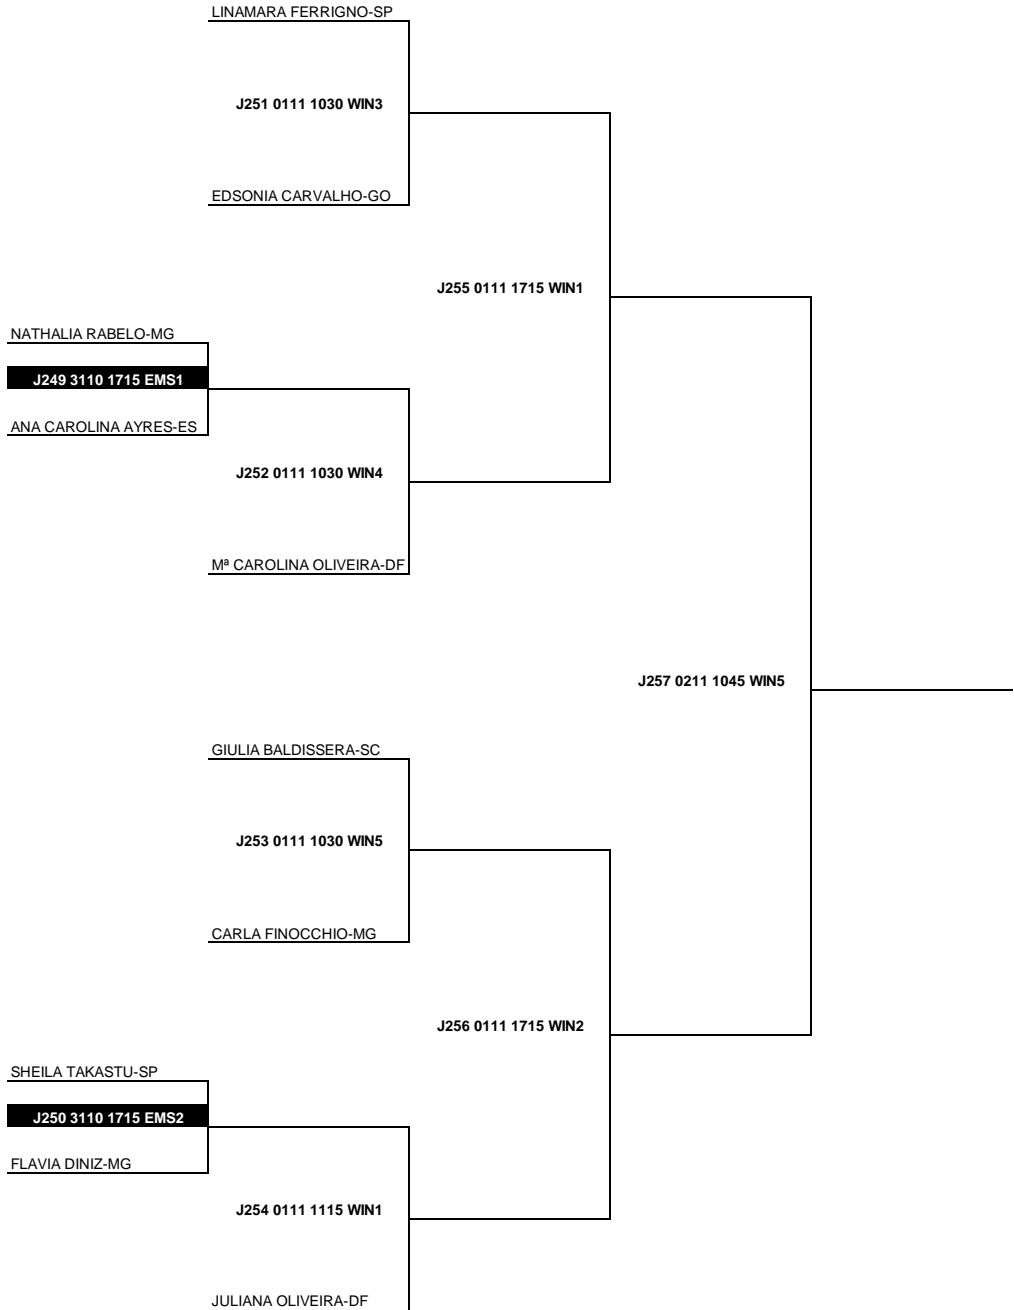 LINAMARA FERRIGNO-SP
J251 0111 1030 WIN3
EDSONIA CARVALHO-GO
J255 0111 1715 WIN1
NATHALIA RABELO-MG
J249 3110 1715 EMS1
ANA CAROLINA AYRES-ES
J252 0111 1030 WIN4
Mª CAROLINA OLIVEIRA-DF
J257 0211 1045 WIN5
GIULIA BALDISSERA-SC
J253 0111 1030 WIN5
CARLA FINOCCHIO-MG
J256 0111 1715 WIN2
SHEILA TAKASTU-SP
J250 3110 1715 EMS2
FLAVIA DINIZ-MG
J254 0111 1115 WIN1
JULIANA OLIVEIRA-DF